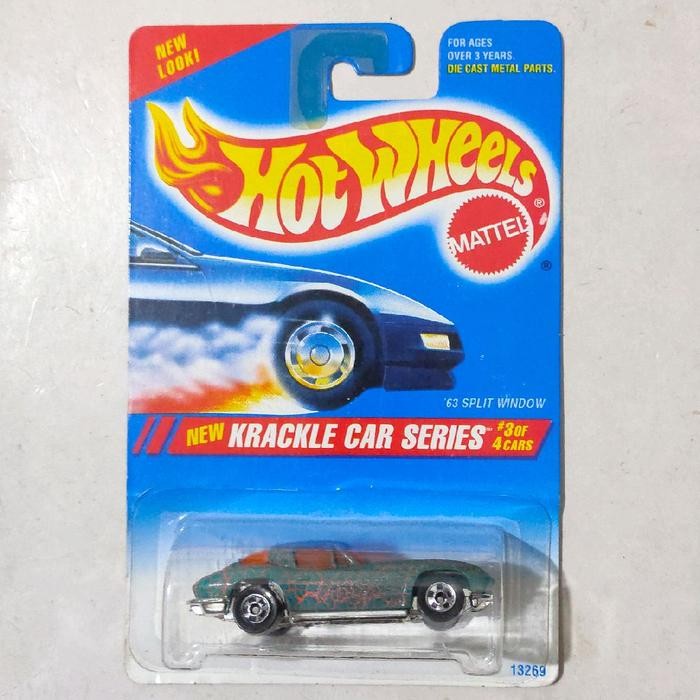 NEW
LOOK!
FOR AGES
OVER 3 YEARS.
DIE CAST METAL PARTS.
HOT WHEELS®
MATTEL®
'63 SPLIT WINDOW
NEW KRACKLE CAR SERIES™ #3 OF
4 CARS
13269